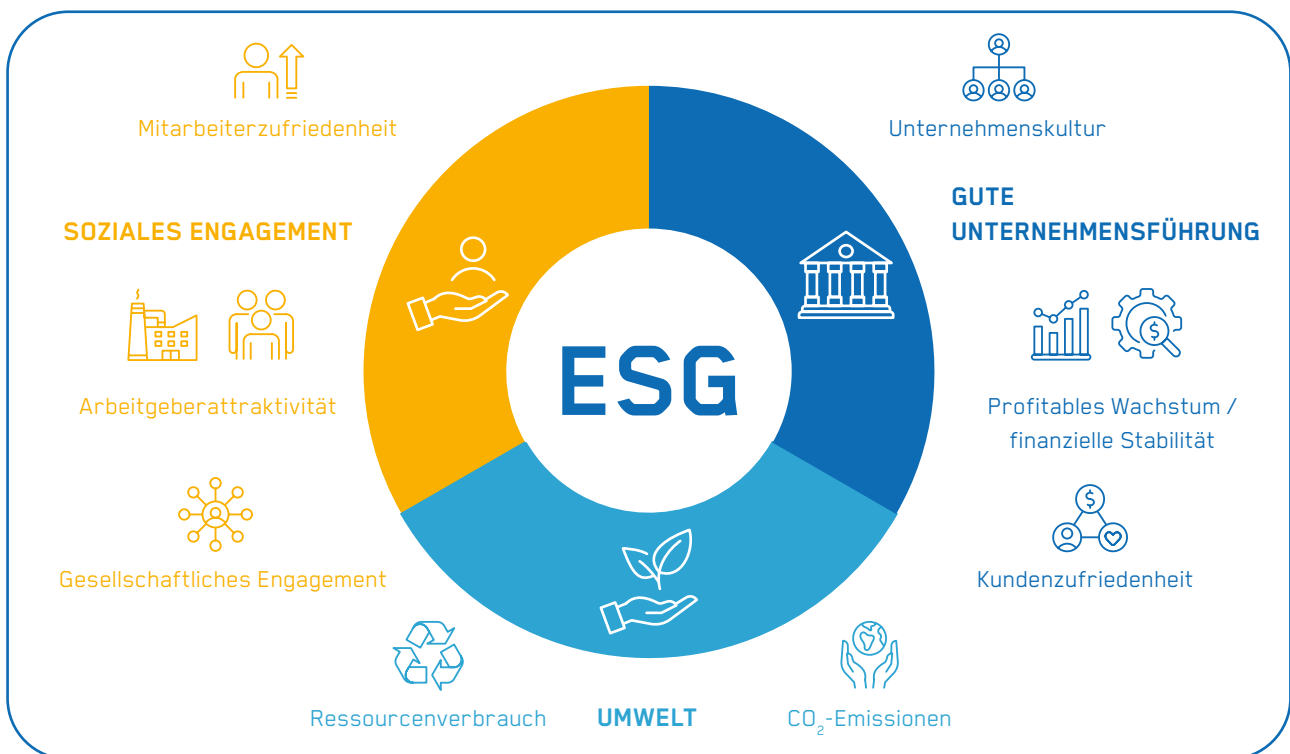 Mitarbeiterzufriedenheit
SOZIALES ENGAGEMENT
Arbeitgeberattraktivität
Gesellschaftliches Engagement
ESG
Unternehmenskultur
GUTE
UNTERNEHMENSFÜHRUNG
Profitables Wachstum /
finanzielle Stabilität
Kundenzufriedenheit
Ressourcenverbrauch
UMWELT
CO₂-Emissionen